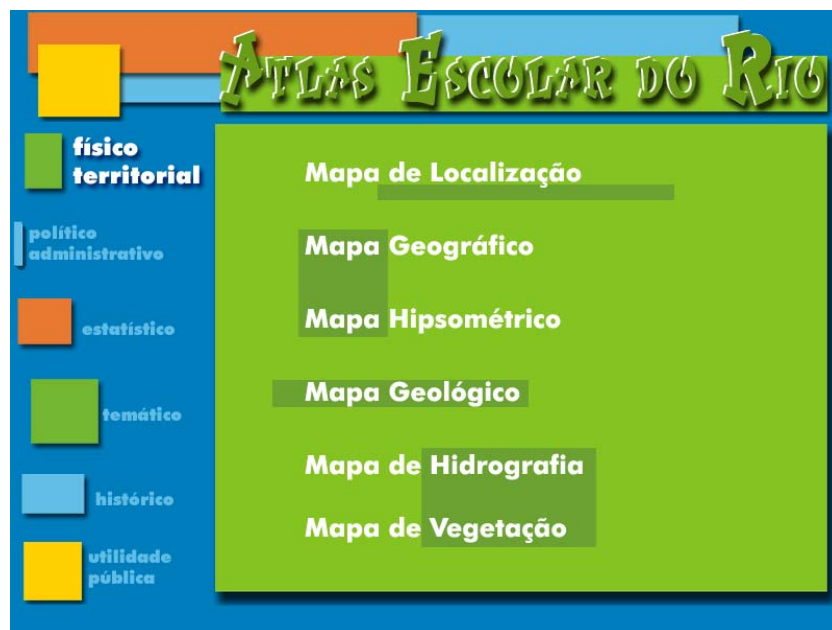 Atlas Escolar do Rio
físico
territorial
político
administrativo
estatístico
temático
histórico
utilidade
pública
Mapa de Localização
Mapa Geográfico
Mapa Hipsométrico
Mapa Geológico
Mapa de Hidrografia
Mapa de Vegetação